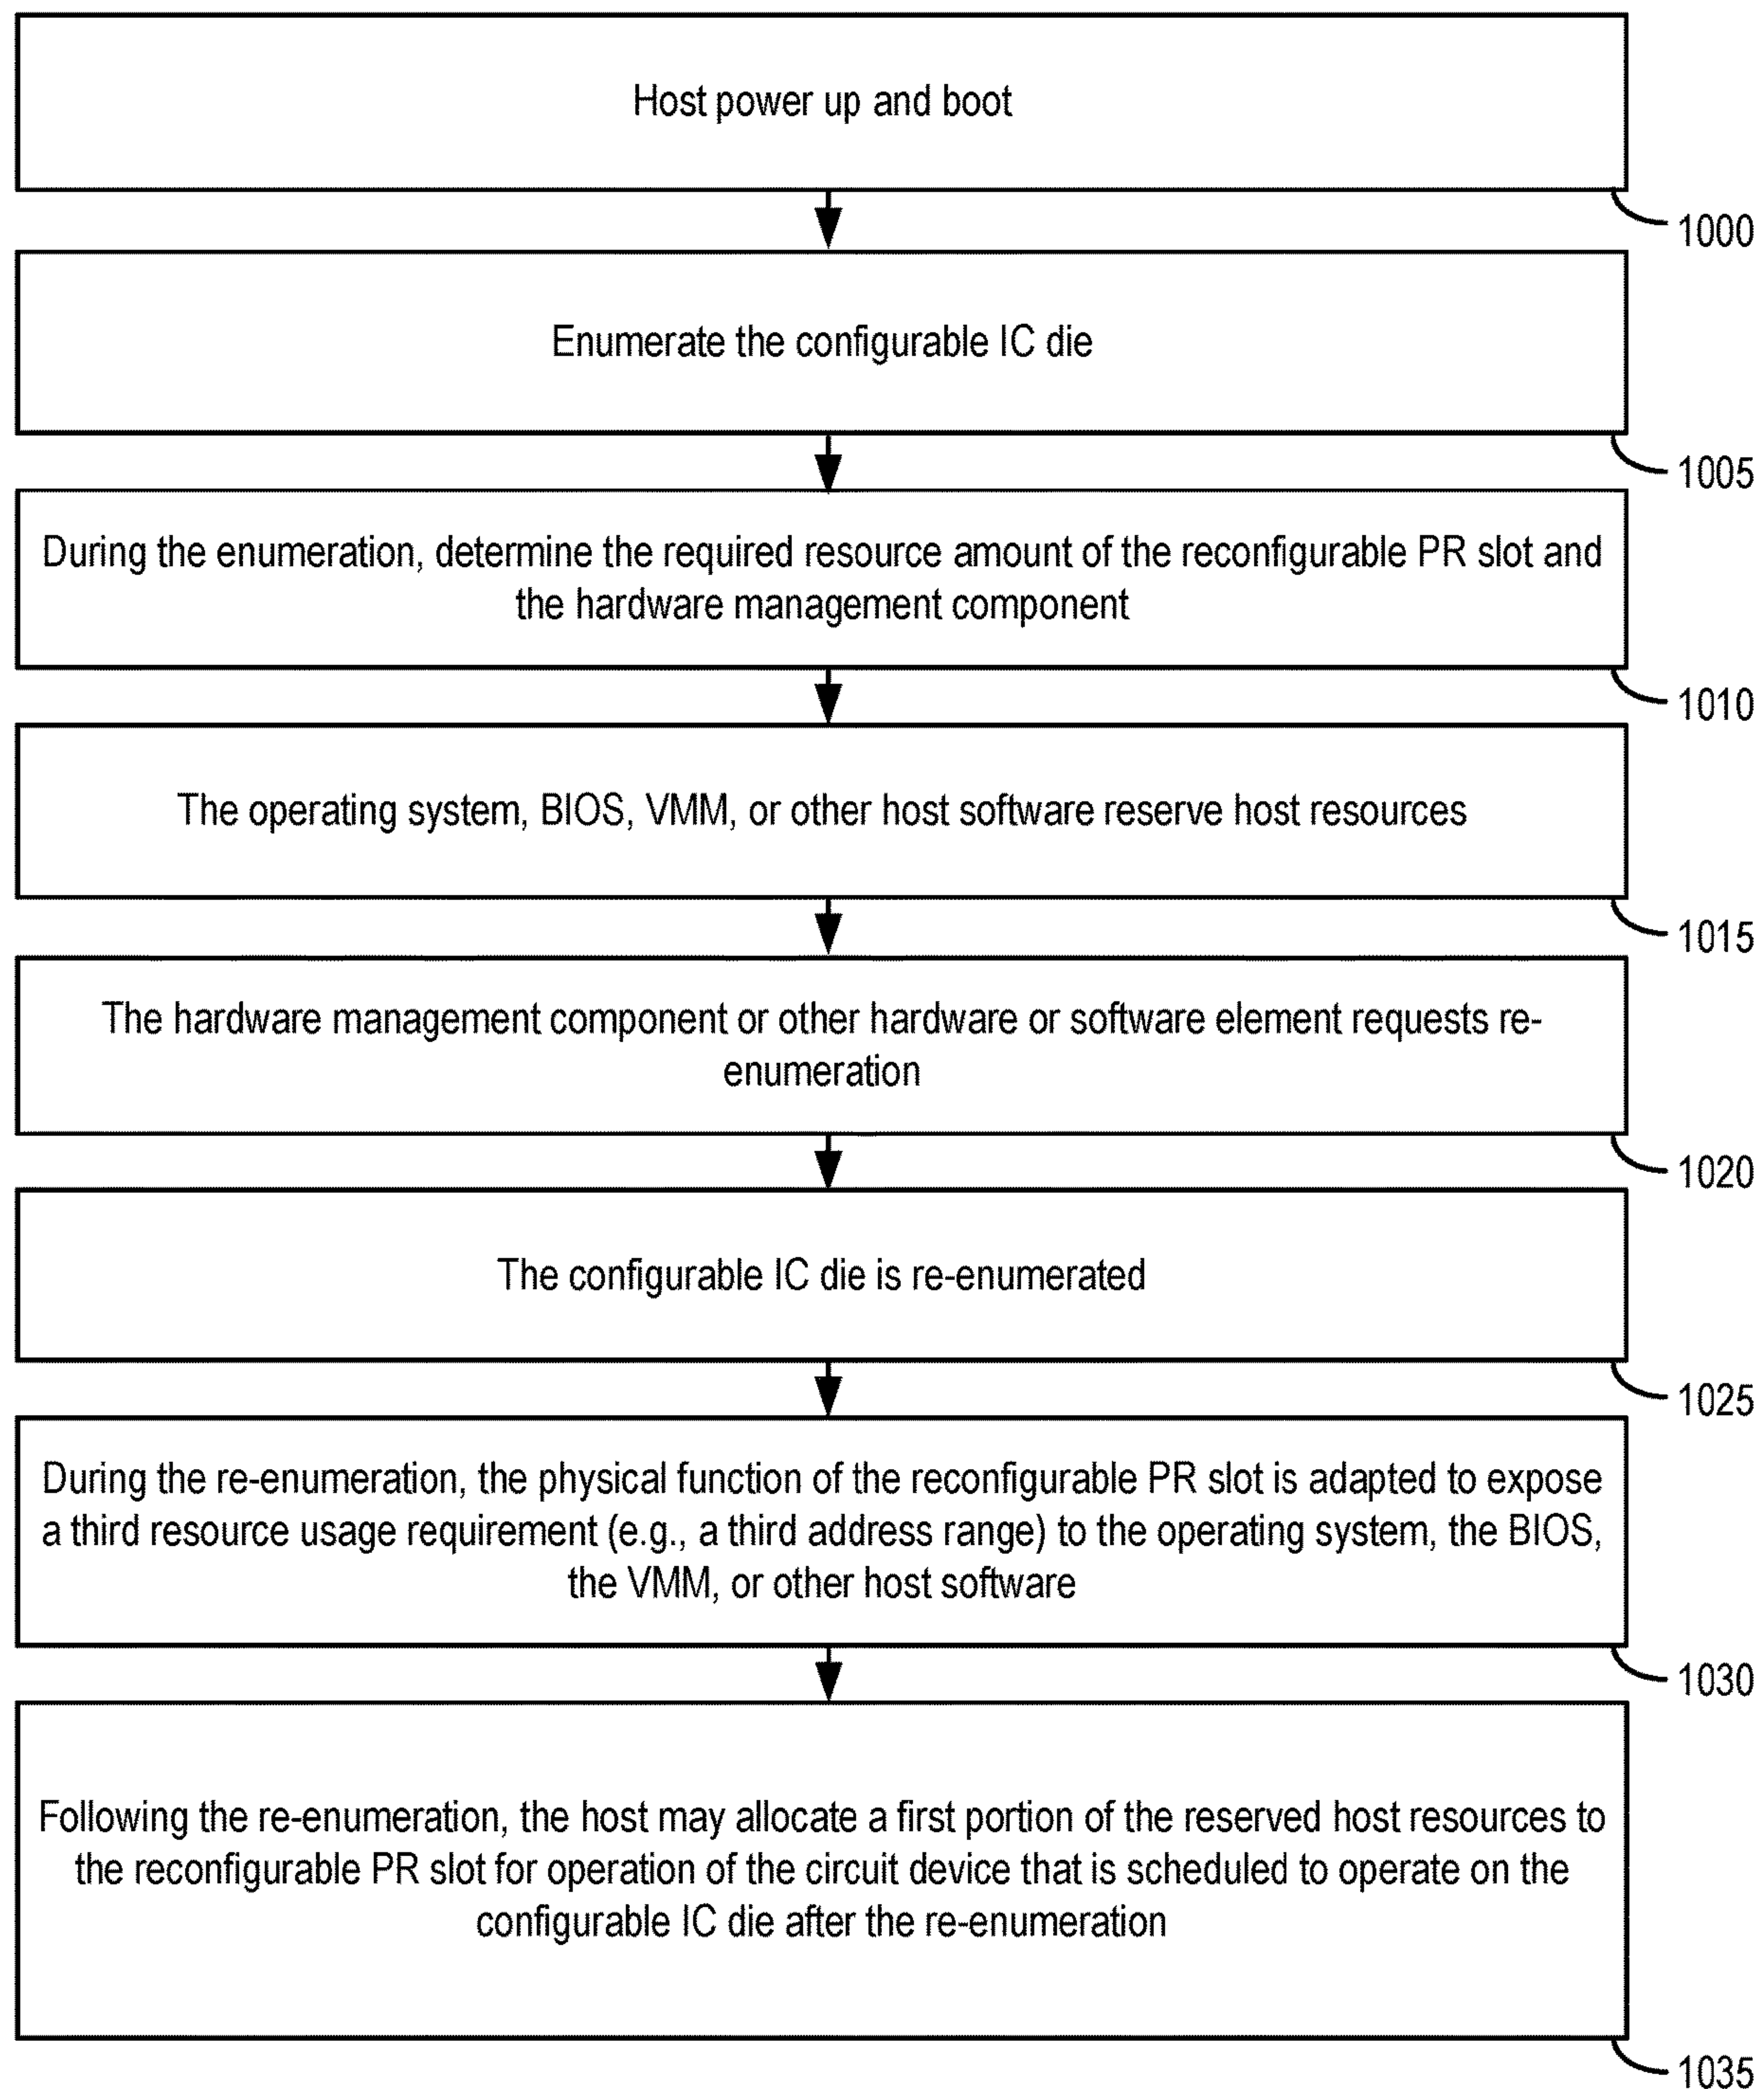 Host power up and boot
1000
Enumerate the configurable IC die
1005
During the enumeration, determine the required resource amount of the reconfigurable PR slot and
the hardware management component
1010
The operating system, BIOS, VMM, or other host software reserve host resources
1015
The hardware management component or other hardware or software element requests re-
enumeration
1020
The configurable IC die is re-enumerated
1025
During the re-enumeration, the physical function of the reconfigurable PR slot is adapted to expose
a third resource usage requirement (e.g., a third address range) to the operating system, the BIOS,
the VMM, or other host software
1030
Following the re-enumeration, the host may allocate a first portion of the reserved host resources to
the reconfigurable PR slot for operation of the circuit device that is scheduled to operate on the
configurable IC die after the re-enumeration
1035